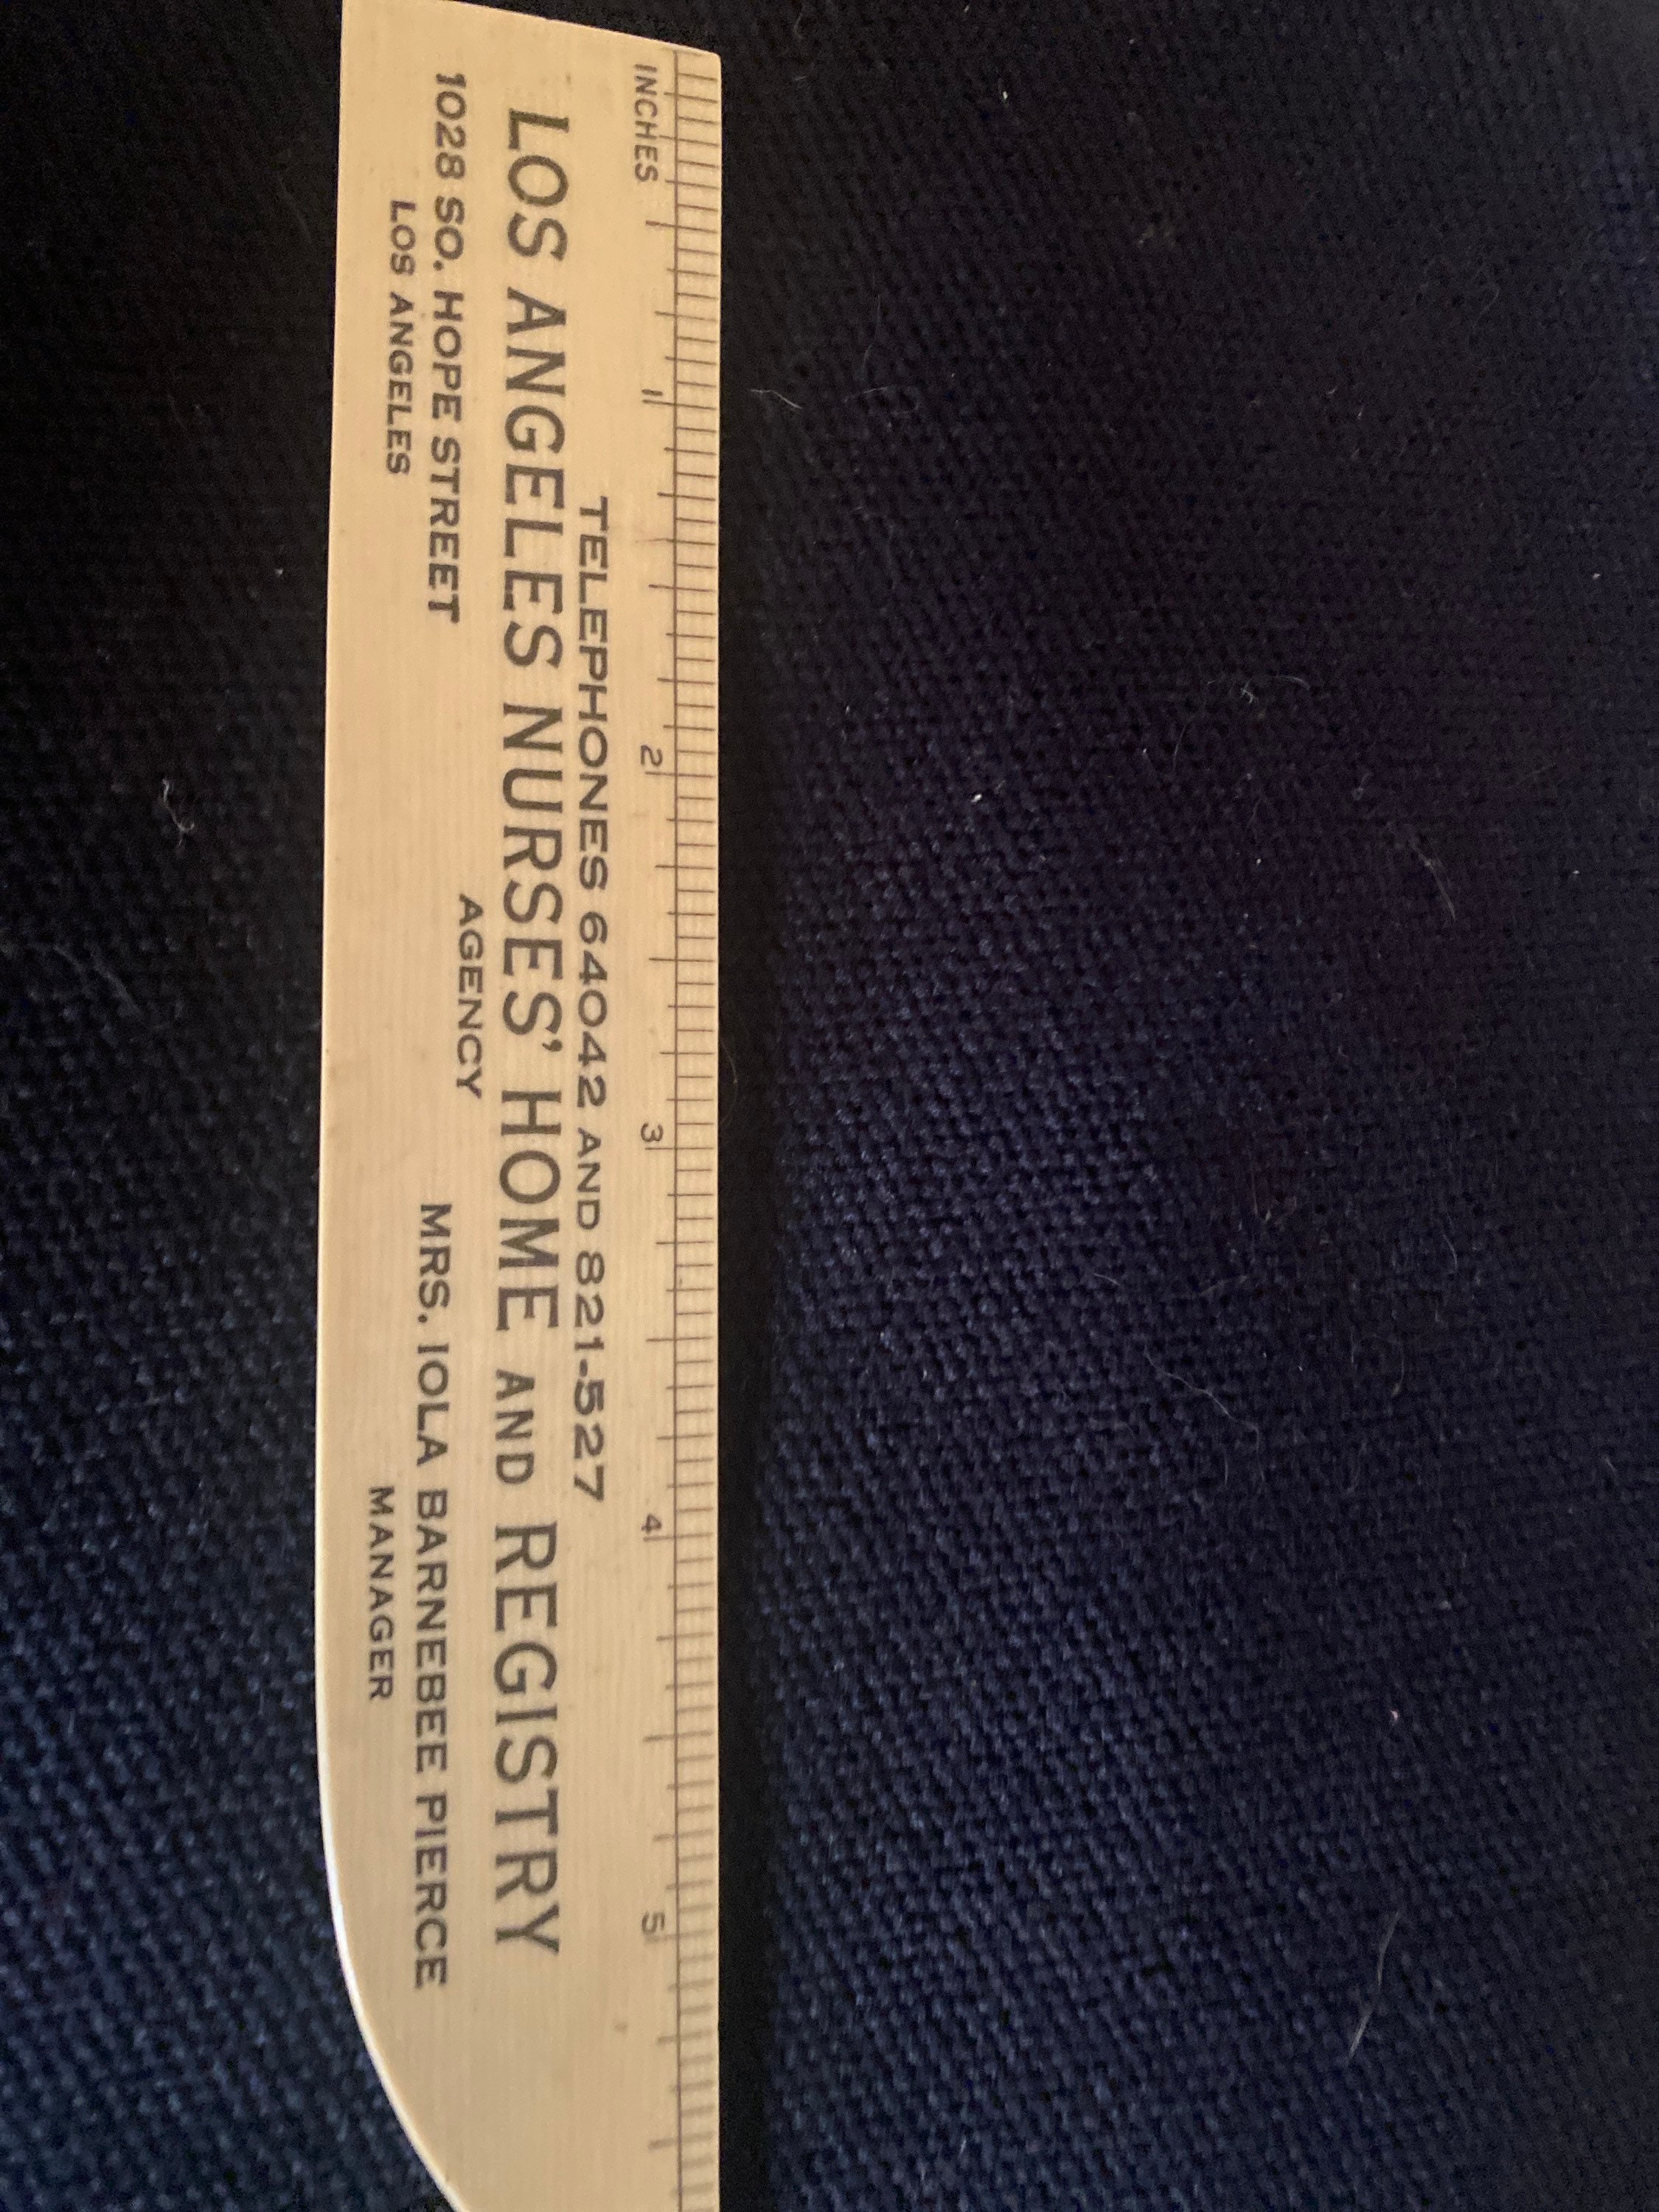 INCHES 1 2 3 4 5
TELEPHONES 64042 AND 821-527
LOS ANGELES NURSES' HOME AND REGISTRY
AGENCY
1028 SO. HOPE STREET
LOS ANGELES
MRS. IOLA BARNEBEE PIERCE
MANAGER